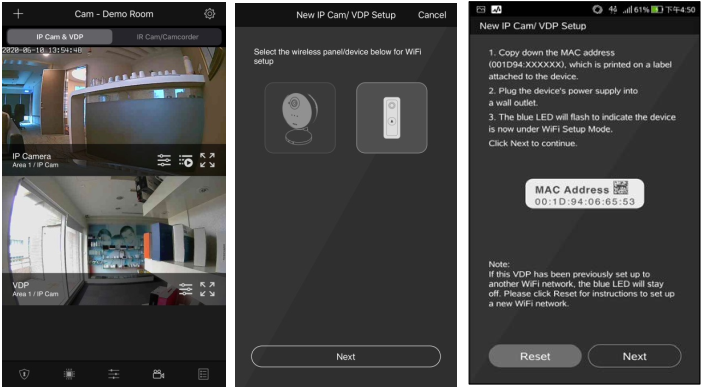 Cam - Demo Room
IP Cam & VDP
IR Cam/Camcorder
2020-06-10 13:54:48
IP Camera
Area 1 / IP Cam
VDP
Area 1 / IP Cam
New IP Cam/ VDP Setup
Cancel
Select the wireless panel/device below for WiFi
setup
Next
61%
下午4:50
New IP Cam/ VDP Setup
1. Copy down the MAC address
(001D94:XXXXXX), which is printed on a label
attached to the device.
2. Plug the device's power supply into
a wall outlet.
3. The blue LED will flash to indicate the device
is now under WiFi Setup Mode.
Click Next to continue.
MAC Address
00:1D:94:06:65:53
Note:
If this VDP has been previously set up to
another WiFi network, the blue LED will stay
off. Please click Reset for instructions to set up
a new WiFi network.
Reset
Next